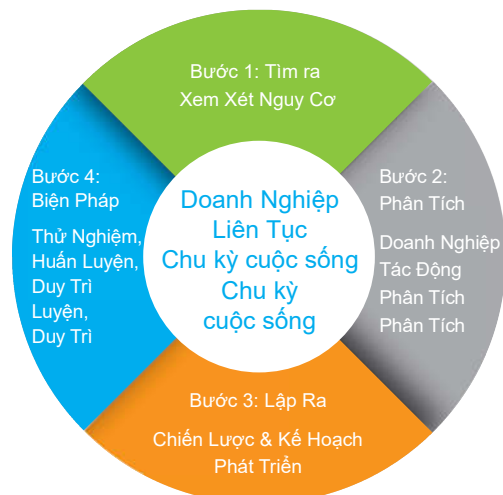 Bước 1: Tìm ra
Xem Xét Nguy Cơ
Bước 2:
Phân Tích
Doanh Nghiệp
Tác Động
Phân Tích
Phân Tích
Bước 3: Lập Ra
Chiến Lược & Kế Hoạch
Phát Triển
Bước 4:
Biện Pháp
Thử Nghiệm,
Huấn Luyện,
Duy Trì
Luyện,
Duy Trì
Doanh Nghiệp
Liên Tục
Chu kỳ cuộc sống
Chu kỳ
cuộc sống